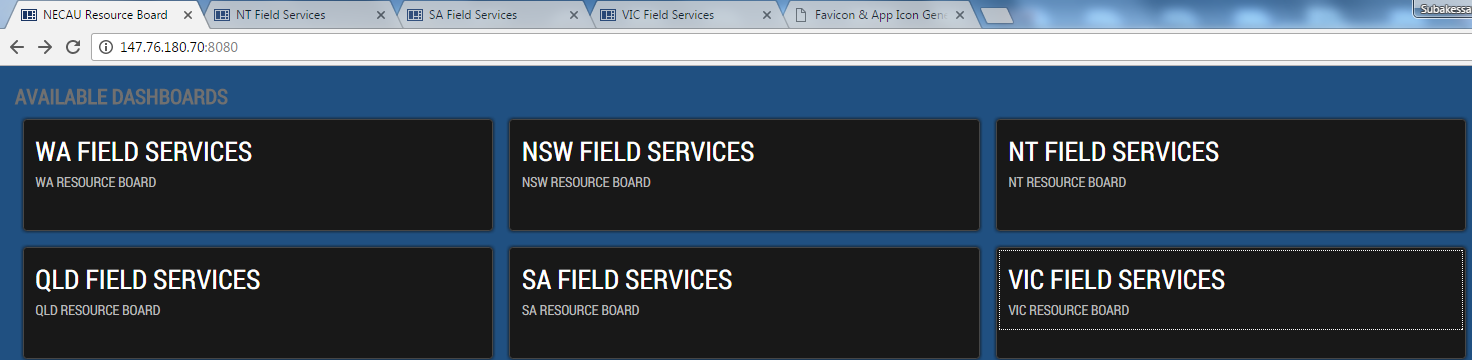 NECAU Resource Board
NT Field Services
SA Field Services
VIC Field Services
Favicon & App Icon Gen
Subakessa
147.76.180.70:8080
AVAILABLE DASHBOARDS
WA FIELD SERVICES
WA RESOURCE BOARD
NSW FIELD SERVICES
NSW RESOURCE BOARD
NT FIELD SERVICES
NT RESOURCE BOARD
QLD FIELD SERVICES
QLD RESOURCE BOARD
SA FIELD SERVICES
SA RESOURCE BOARD
VIC FIELD SERVICES
VIC RESOURCE BOARD